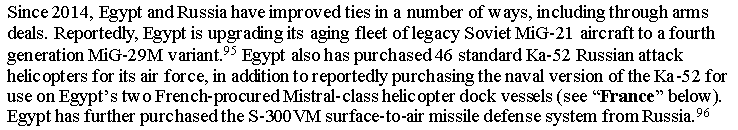 Since 2014, Egypt and Russia have improved ties in a number of ways, including through arms
deals. Reportedly, Egypt is upgrading its aging fleet of legacy Soviet MiG-21 aircraft to a fourth
generation MiG-29M variant.95 Egypt also has purchased 46 standard Ka-52 Russian attack
helicopters for its air force, in addition to reportedly purchasing the naval version of the Ka-52 for
use on Egypt’s two French-procured Mistral-class helicopter dock vessels (see “France” below).
Egypt has further purchased the S-300VM surface-to-air missile defense system from Russia.96